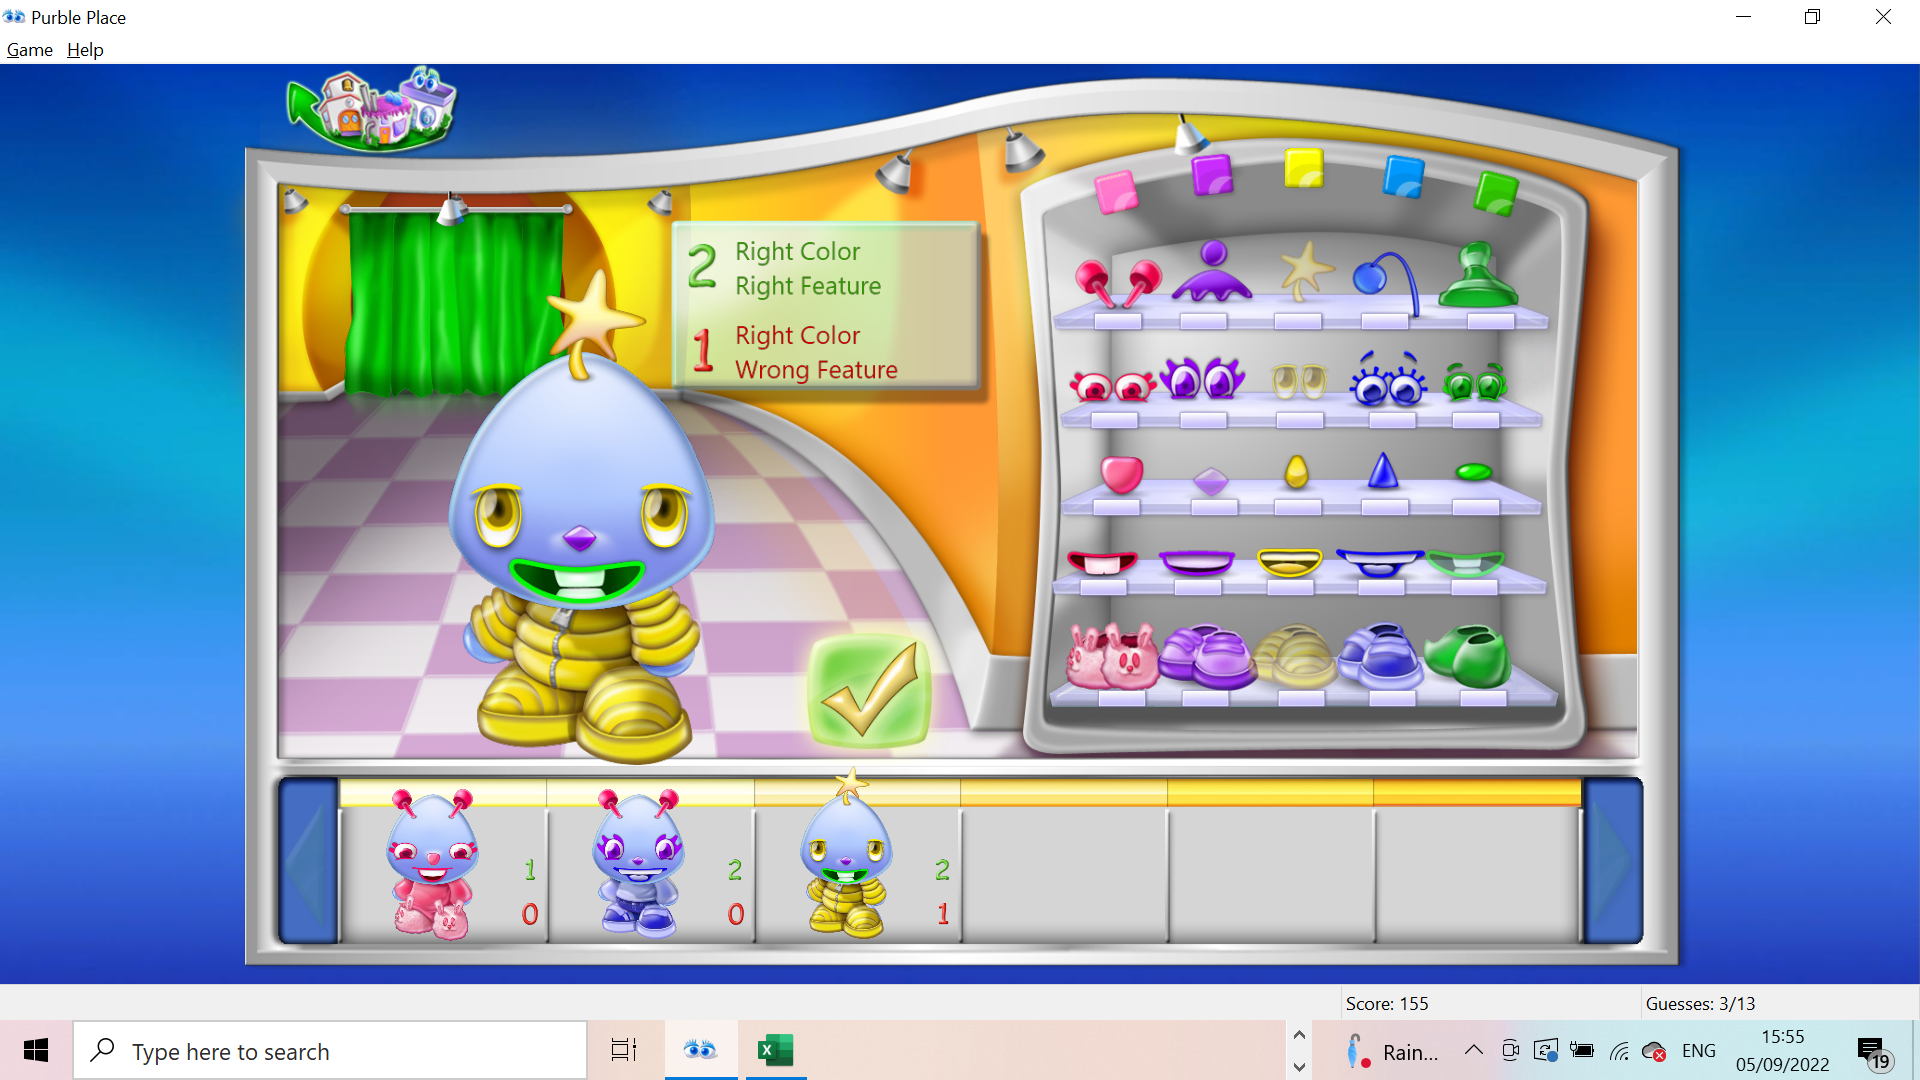 Purble Place
Game Help
2 Right Color
Right Feature
1 Right Color
Wrong Feature
1 2 2
0 0 1
Score: 155 Guesses: 3/13
Type here to search
Rain... ENG 15:55
05/09/2022 19